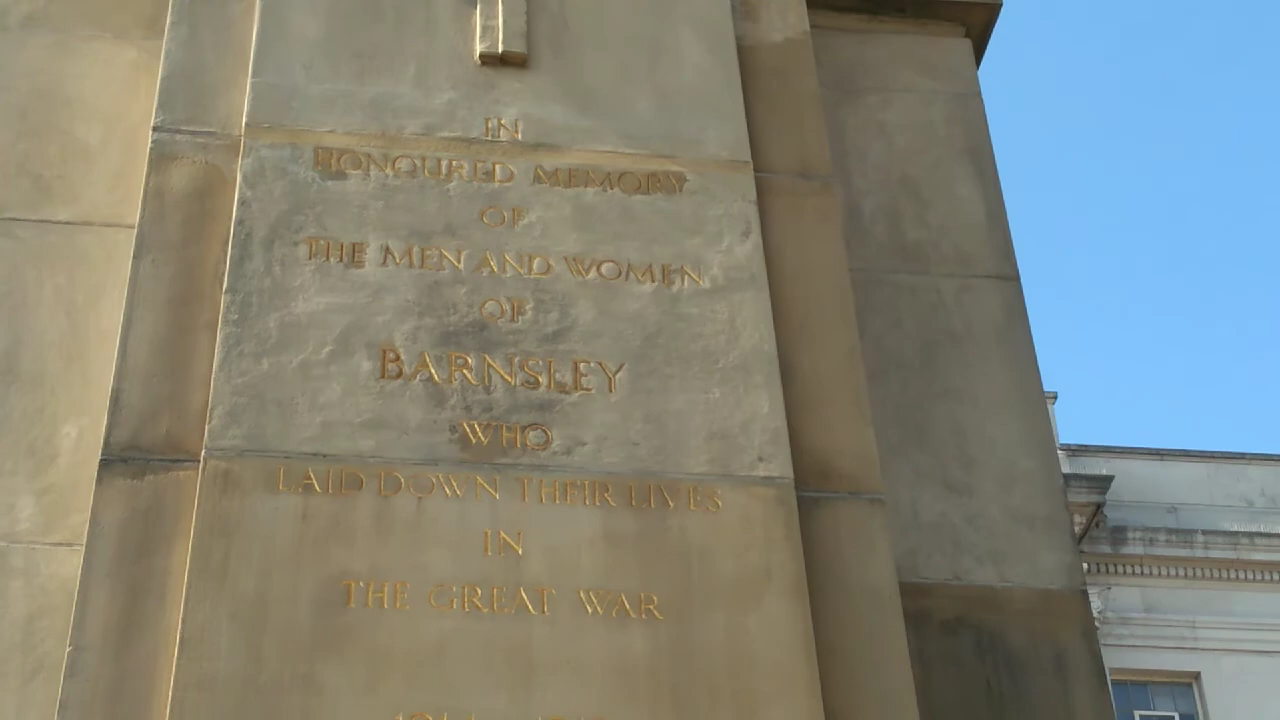 IN
HONOURED MEMORY
OF
THE MEN AND WOMEN
OF
BARNSLEY
WHO
LAID DOWN THEIR LIVES
IN
THE GREAT WAR